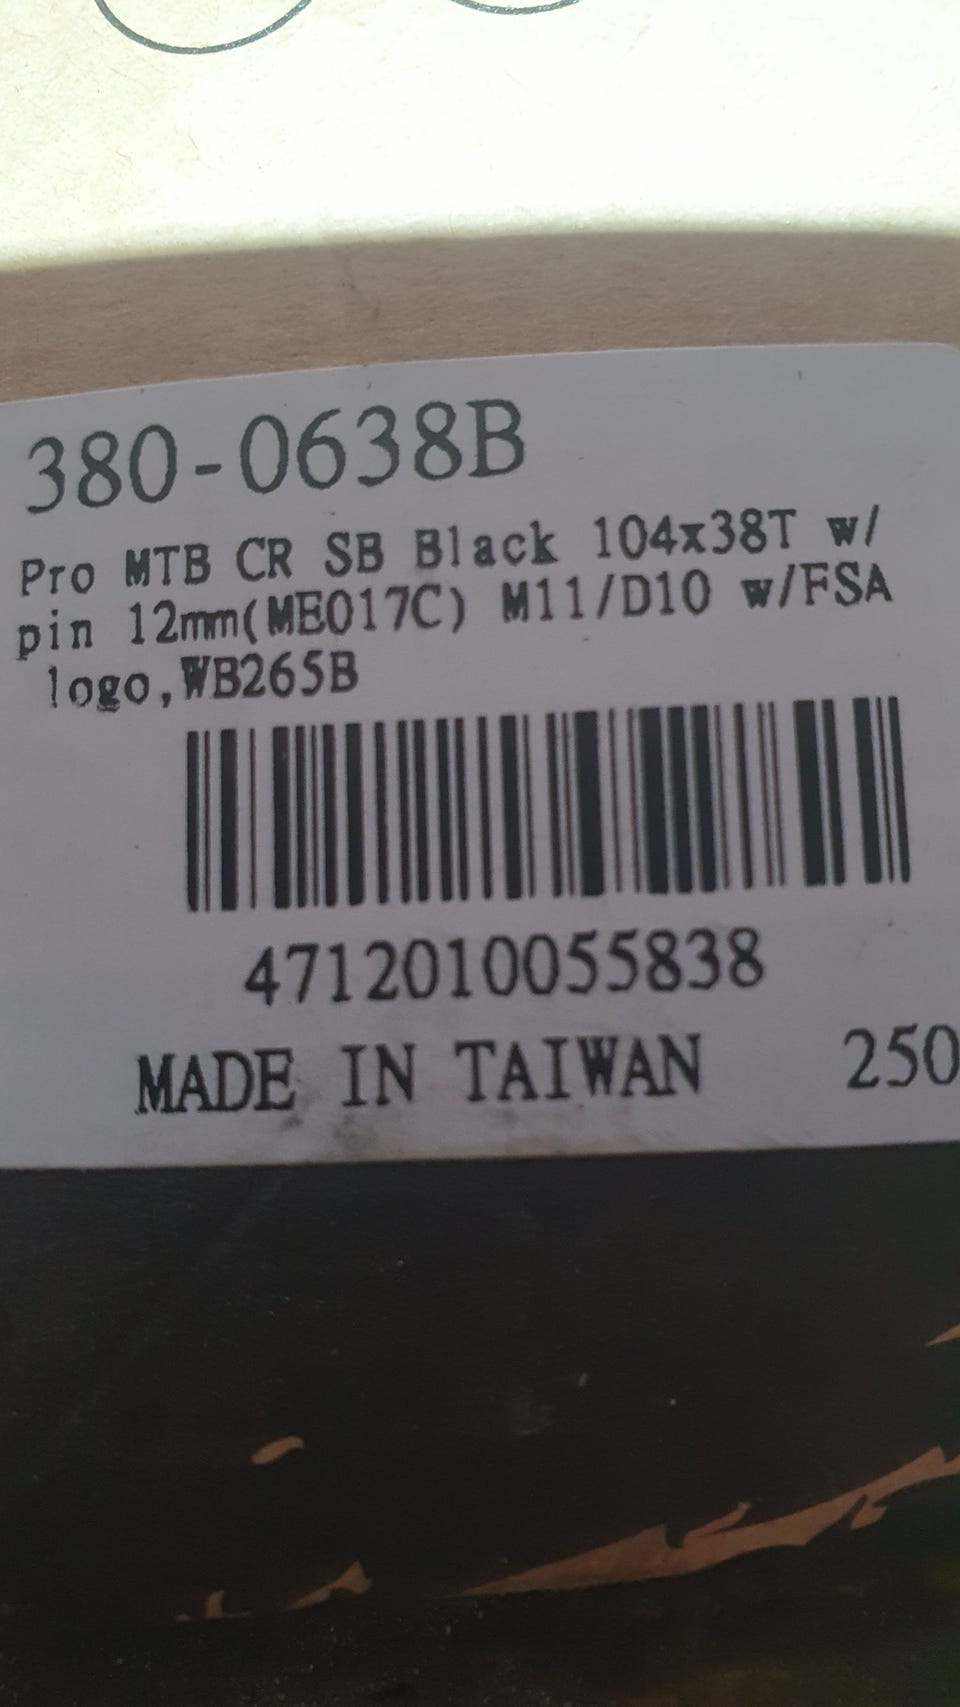 380-0638B
Pro MTB CR SB Black 104x38T w/
pin 12mm(ME017C) M11/D10 w/FSA
logo,WB265B
4712010055838
MADE IN TAIWAN 250